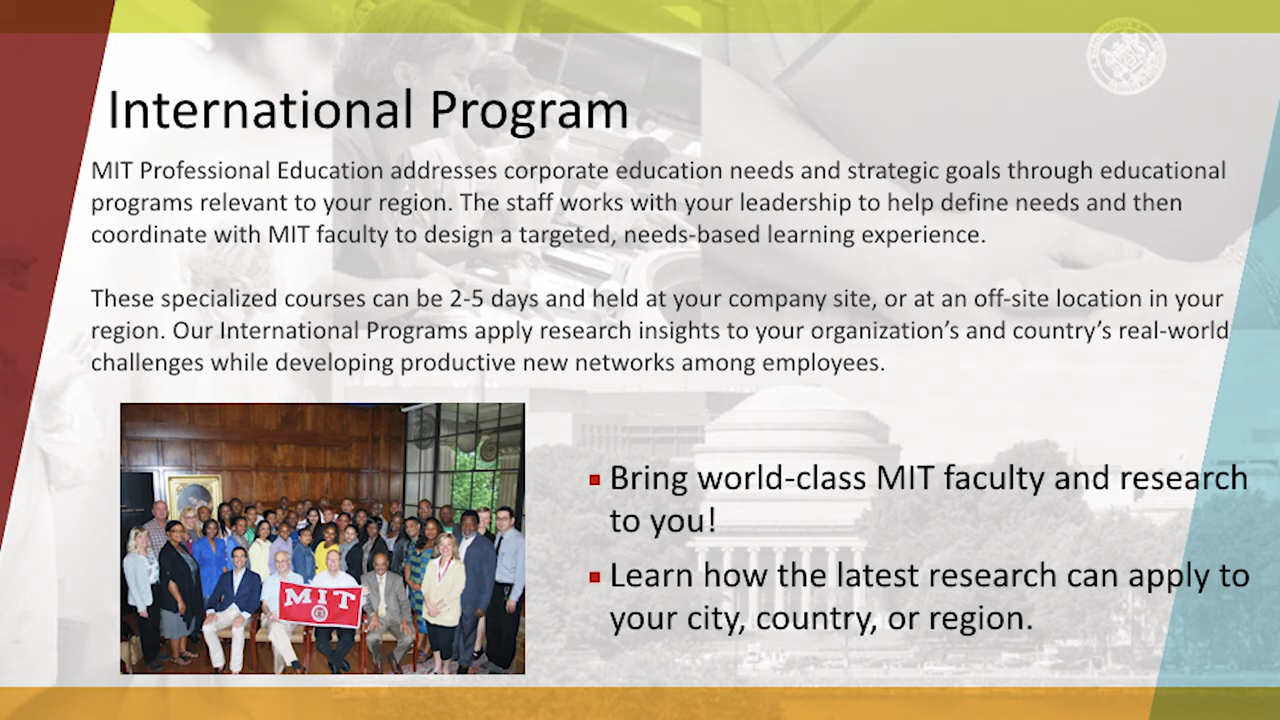 International Program
MIT Professional Education addresses corporate education needs and strategic goals through educational
programs relevant to your region. The staff works with your leadership to help define needs and then
coordinate with MIT faculty to design a targeted, needs-based learning experience.
These specialized courses can be 2-5 days and held at your company site, or at an off-site location in your
region. Our International Programs apply research insights to your organization’s and country’s real-world
challenges while developing productive new networks among employees.
MIT
Bring world-class MIT faculty and research
to you!
Learn how the latest research can apply to
your city, country, or region.